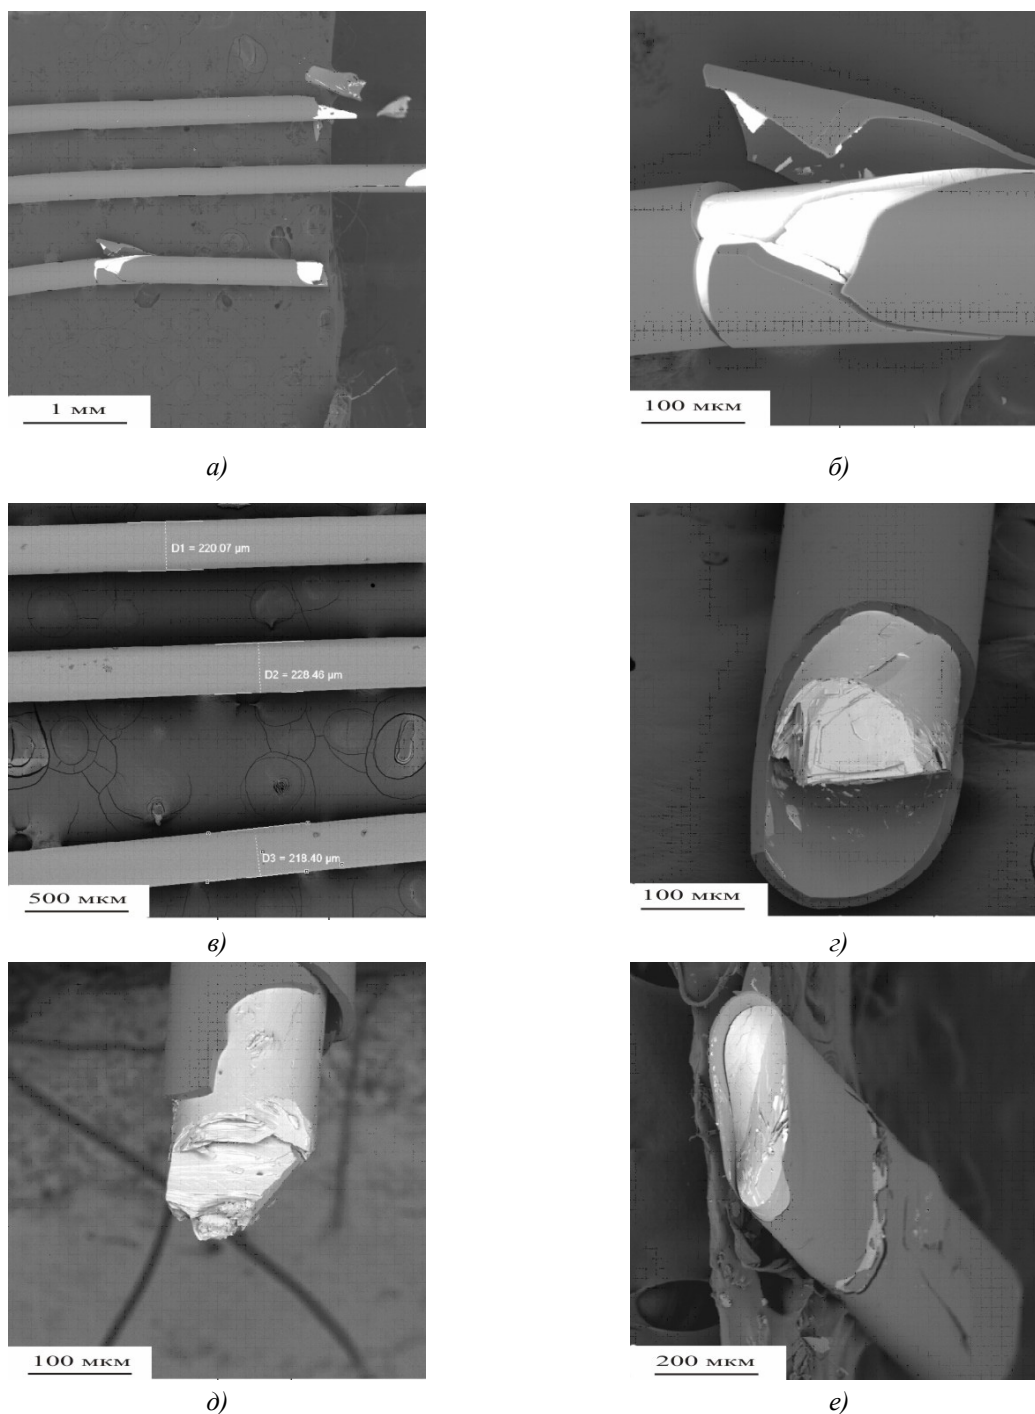 1 мм
100 мкм
а)
б)
D1 = 220.07 µm
D2 = 228.46 µm
D3 = 218.40 µm
500 мкм
100 мкм
в)
г)
100 мкм
200 мкм
д)
е)